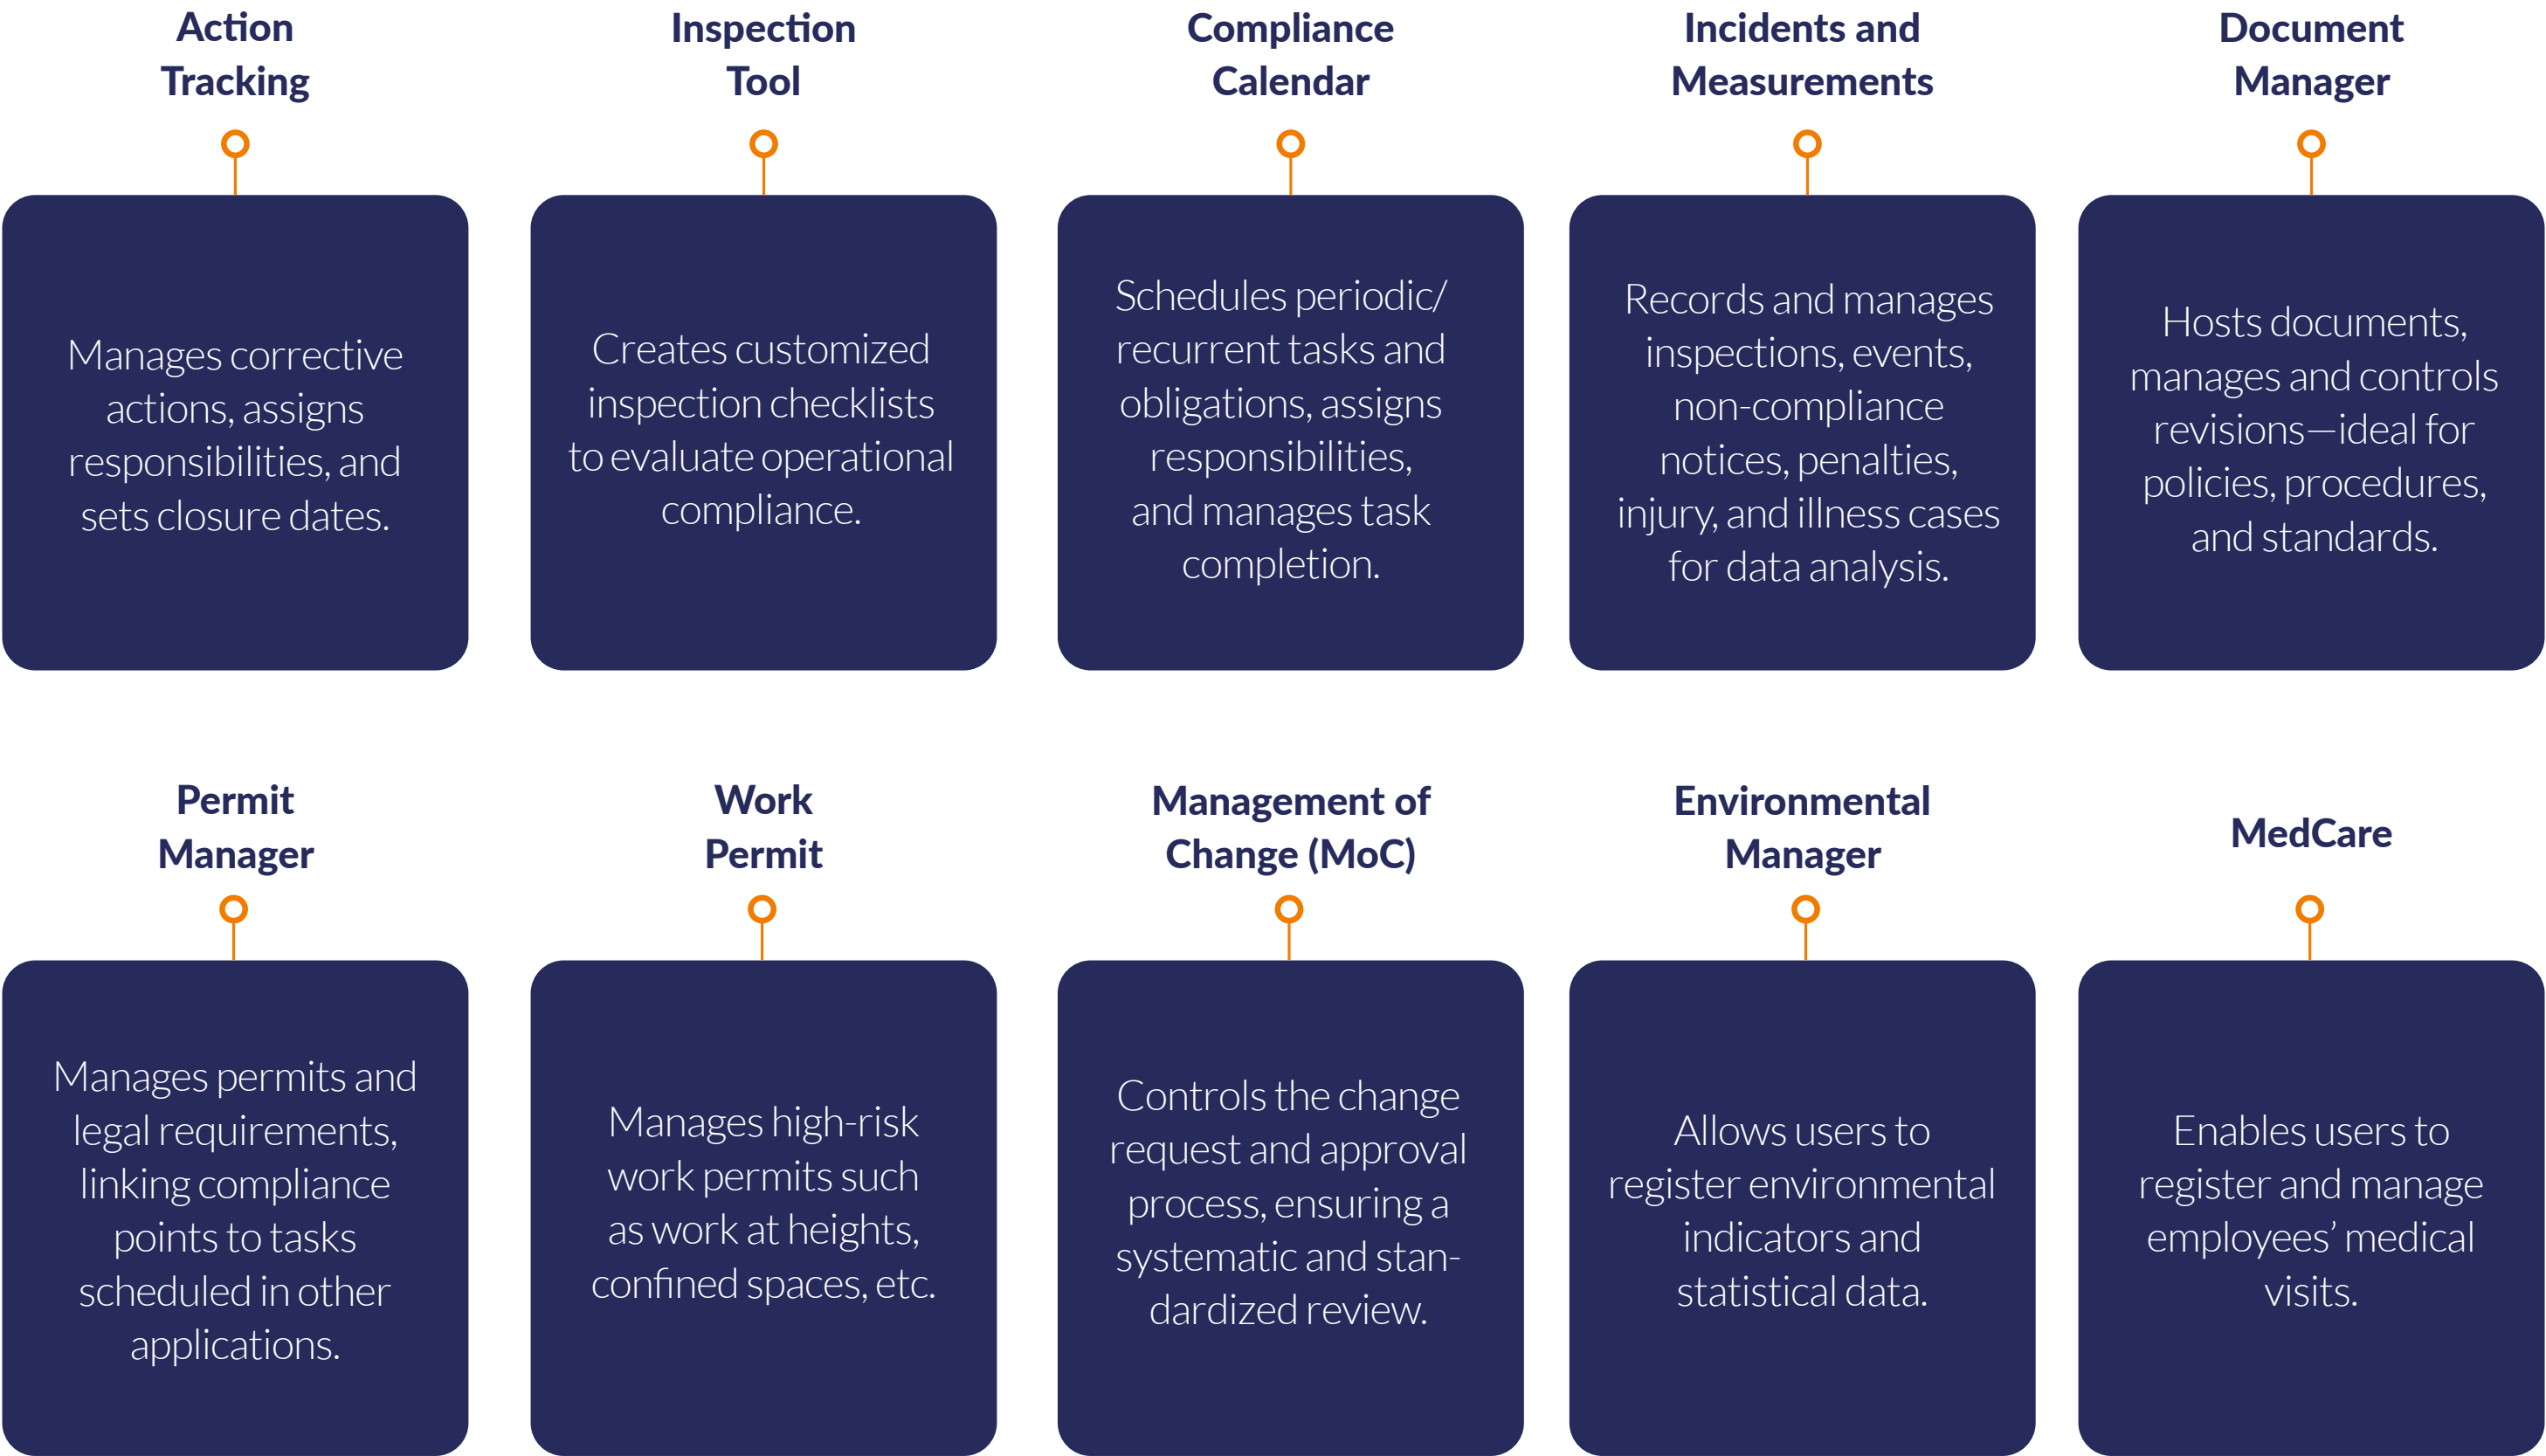 Action
Tracking
Manages corrective
actions, assigns
responsibilities, and
sets closure dates.
Inspection
Tool
Creates customized
inspection checklists
to evaluate operational
compliance.
Compliance
Calendar
Schedules periodic/
recurrent tasks and
obligations, assigns
responsibilities,
and manages task
completion.
Incidents and
Measurements
Records and manages
inspections, events,
non-compliance
notices, penalties,
injury, and illness cases
for data analysis.
Document
Manager
Hosts documents,
manages and controls
revisions—ideal for
policies, procedures,
and standards.
Permit
Manager
Manages permits and
legal requirements,
linking compliance
points to tasks
scheduled in other
applications.
Work
Permit
Manages high-risk
work permits such
as work at heights,
confined spaces, etc.
Management of
Change (MoC)
Controls the change
request and approval
process, ensuring a
systematic and stan-
dardized review.
Environmental
Manager
Allows users to
register environmental
indicators and
statistical data.
MedCare
Enables users to
register and manage
employees’ medical
visits.